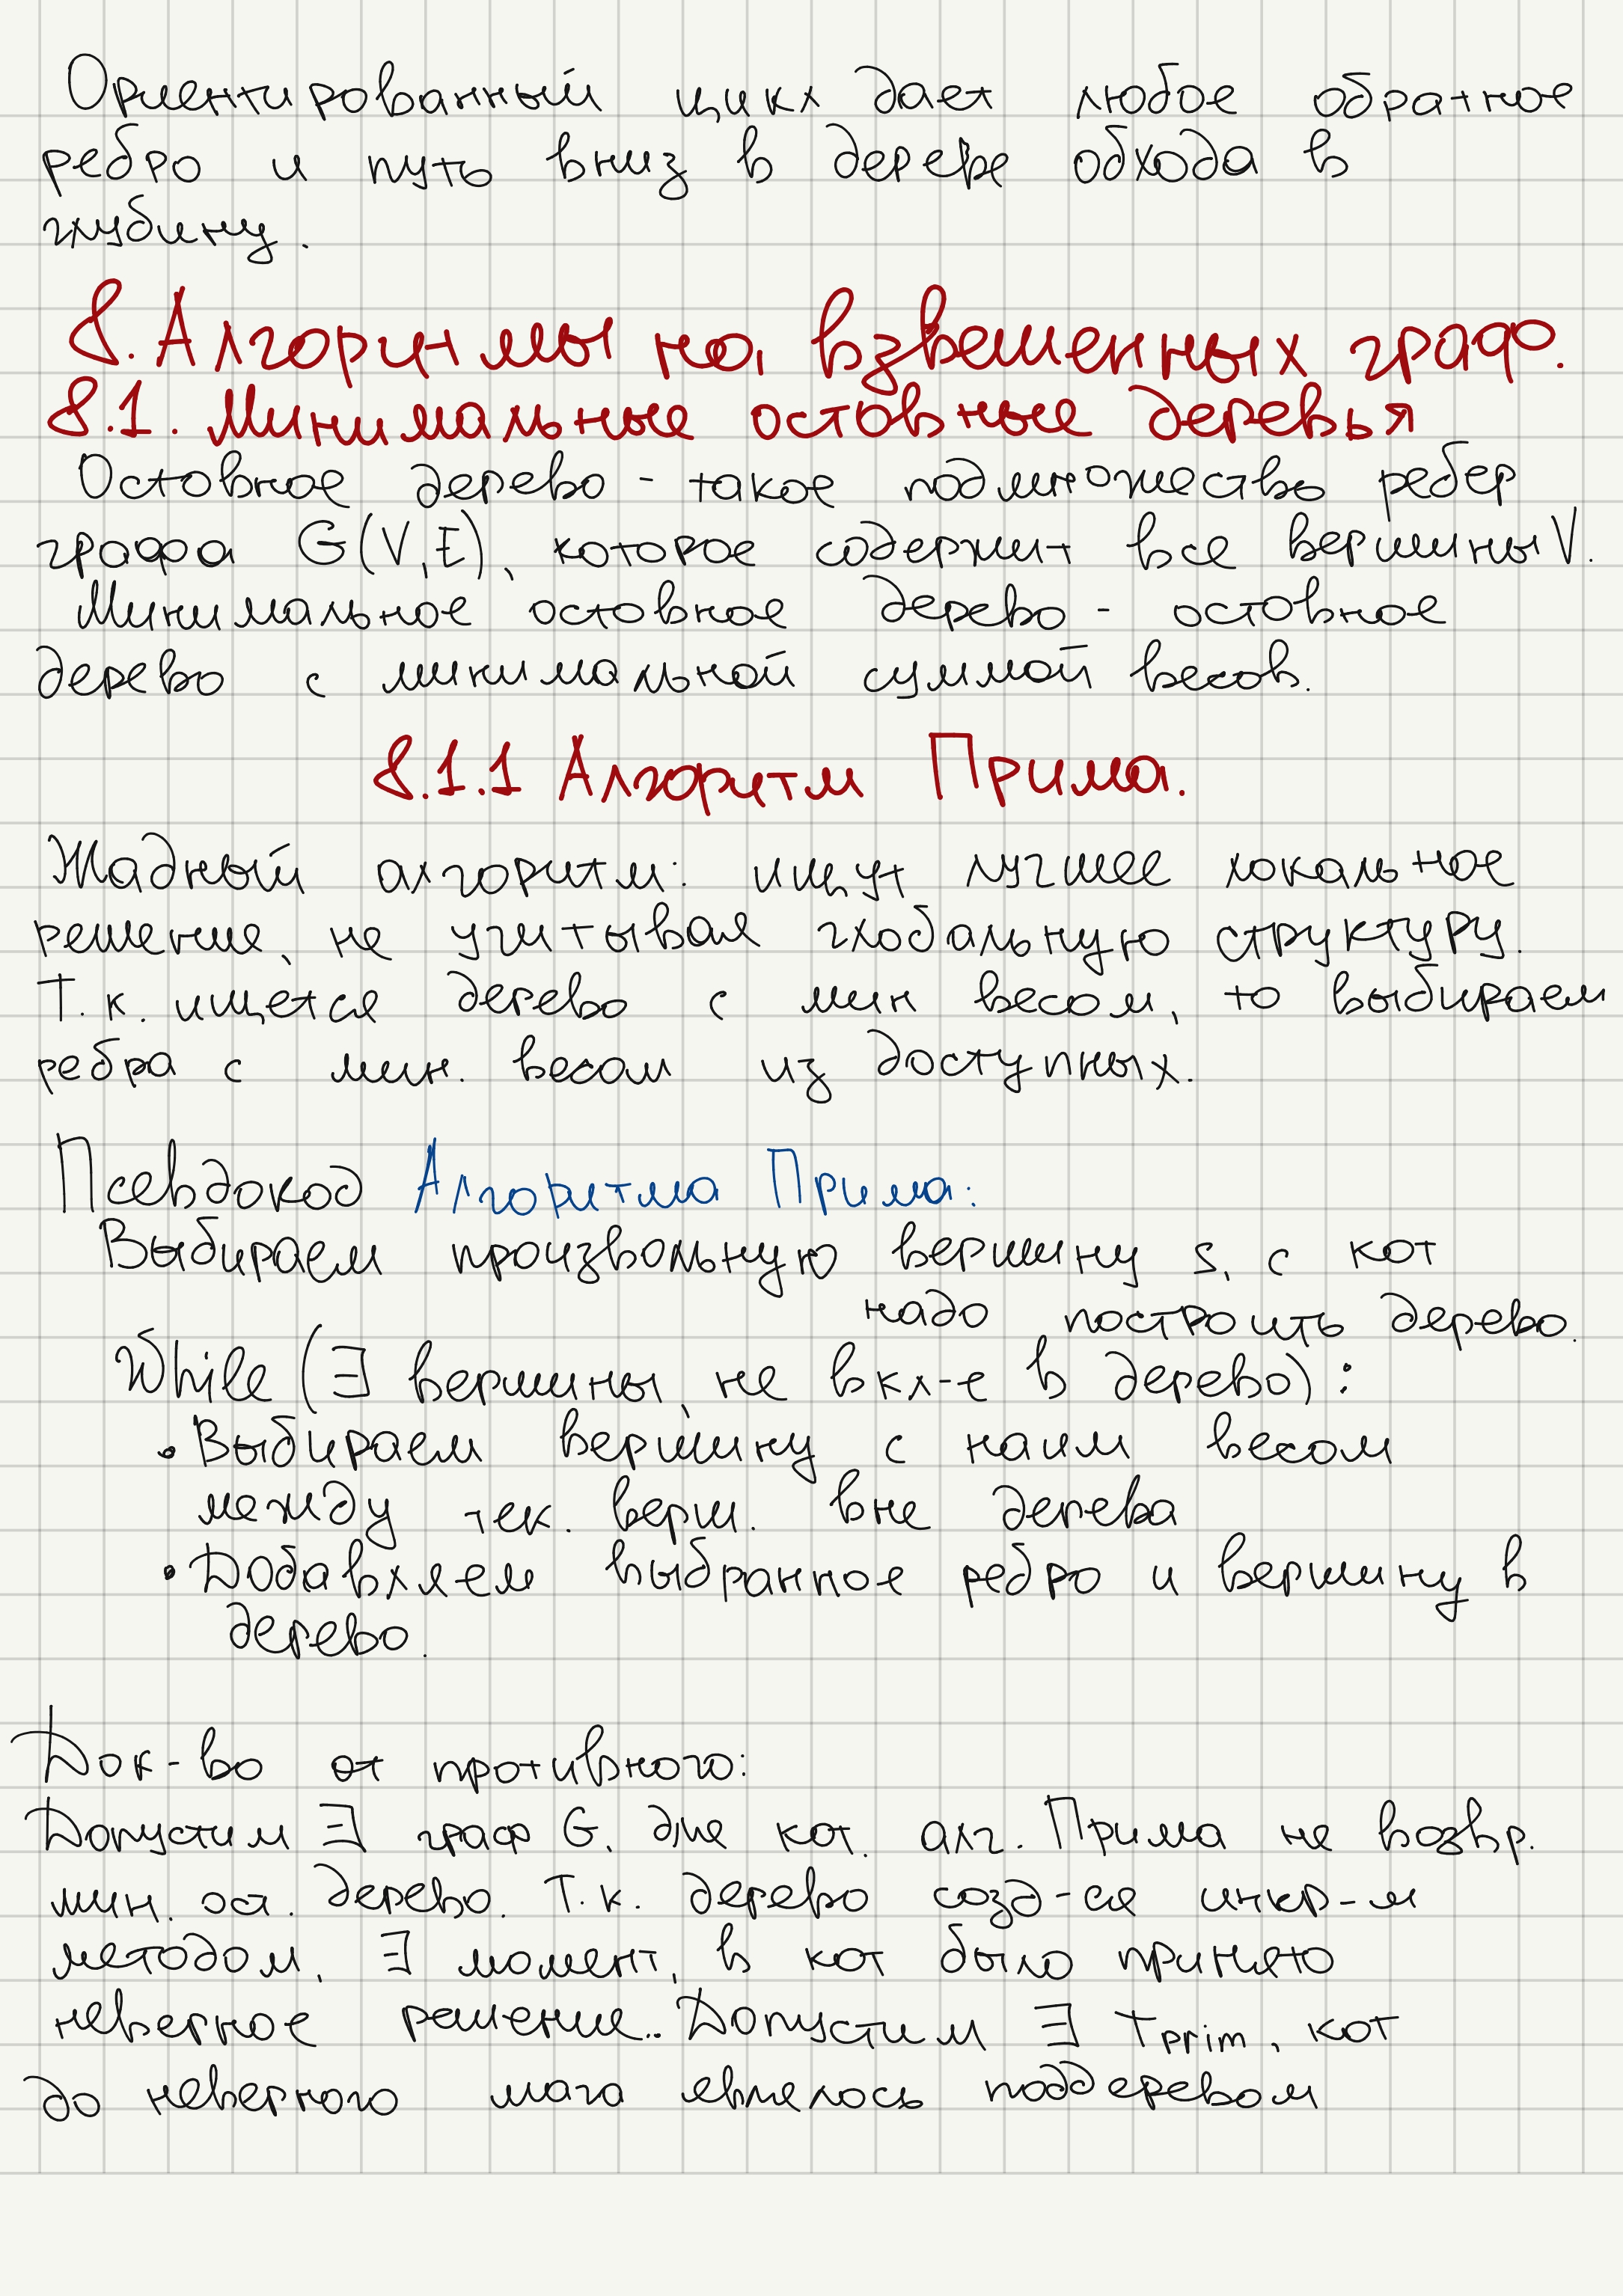 Ориентированный цикл дает любое обратное
ребро и путь вниз в дереве обхода в
глубину.
8. Алгоритмы на взвешенных граф.
8.1. Минимальные остовные деревья
Остовное дерево - такое подмножество ребер
графа G(V,E), которое содержит все вершины V.
Минимальное остовное дерево - остовное
дерево с минимальной суммой весов.
8.1.1 Алгоритм Прима.
Жадный алгоритм: ищут лучшее локальное
решение, не учитывая глобальную структуру.
Т.к. ищется дерево с мин весом, то выбираем
ребра с мин. весом из доступных.
Псевдокод Алгоритма Прима:
Выбираем произвольную вершину s, с кот
надо построить дерево.
While (∃ вершины, не вкл-е в дерево):
• Выбираем вершину с наим весом
между тек. верш. вне дерева
• Добавляем выбранное ребро и вершину в
дерево.
Док-во от противного:
Допустим ∃ граф G, для кот. алг. Прима не возвр.
мин. ост. дерево. Т.к. дерево созд-ся инкр-м
методом, ∃ момент, в кот было принято
неверное решение.. Допустим ∃ Tprim, кот
до неверного шага являлось поддеревом